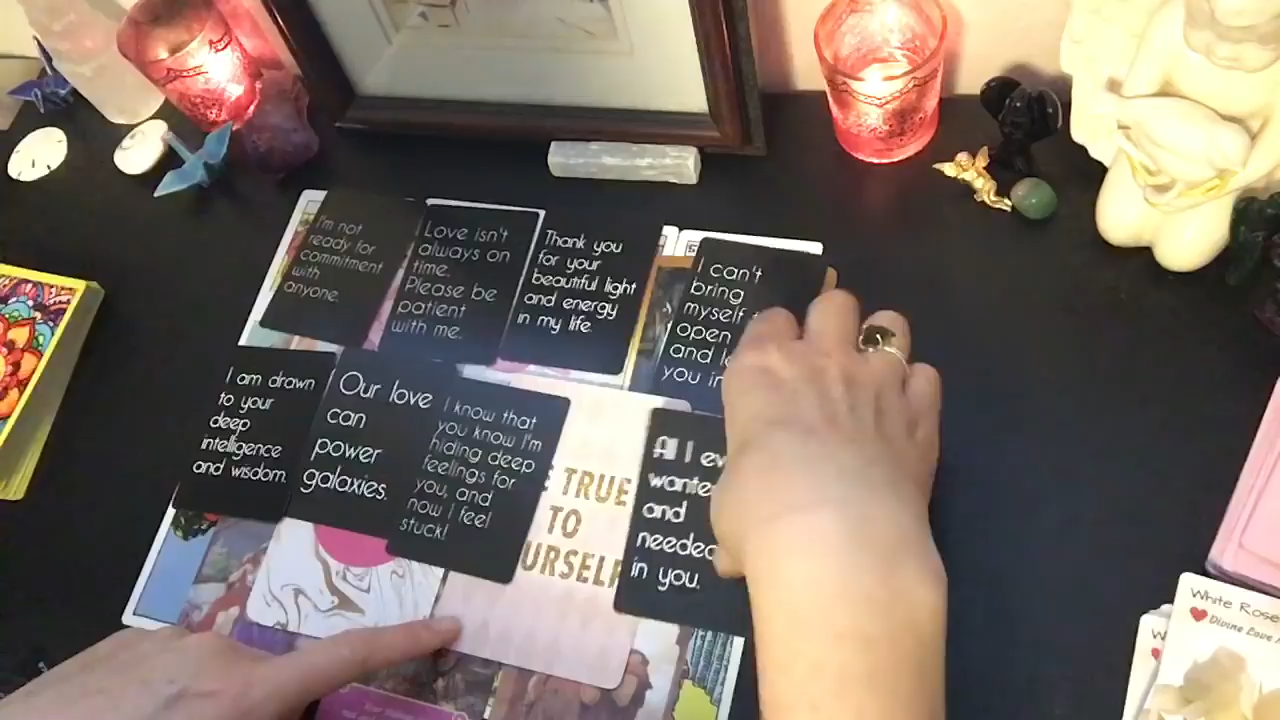 I'm not
ready for
commitment
with
anyone.
Love isn't
always on
time.
Please be
patient
with me.
Thank you
for your
beautiful light
and energy
in my life.
I can't
bring
myself
open
and
you in
I am drawn
to your
deep
intelligence
and wisdom.
Our love
can
power
galaxies.
I know that
you know I'm
hiding deep
feelings for
you, and
now I feel
stuck!
TRUE
TO
URSELF
All I ev
wante
and
needed
in you.
White Rose
Divine Love
W